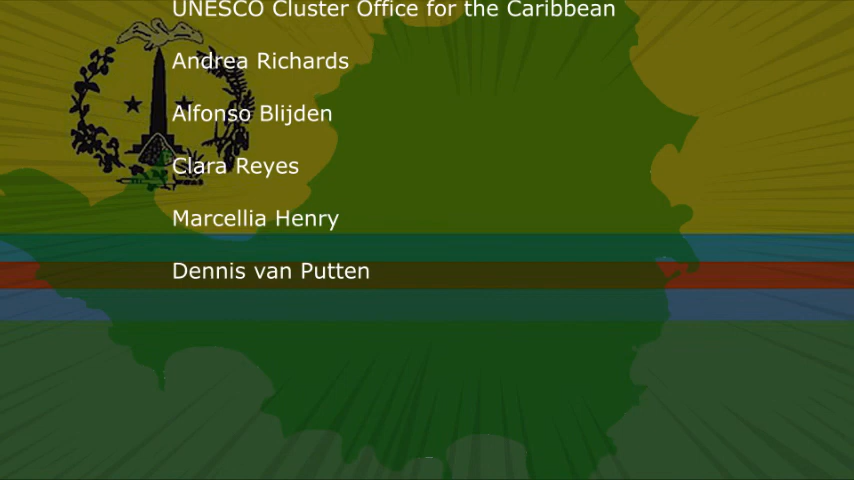 UNESCO Cluster Office for the Caribbean
Andrea Richards
Alfonso Blijden
Clara Reyes
Marcellia Henry
Dennis van Putten